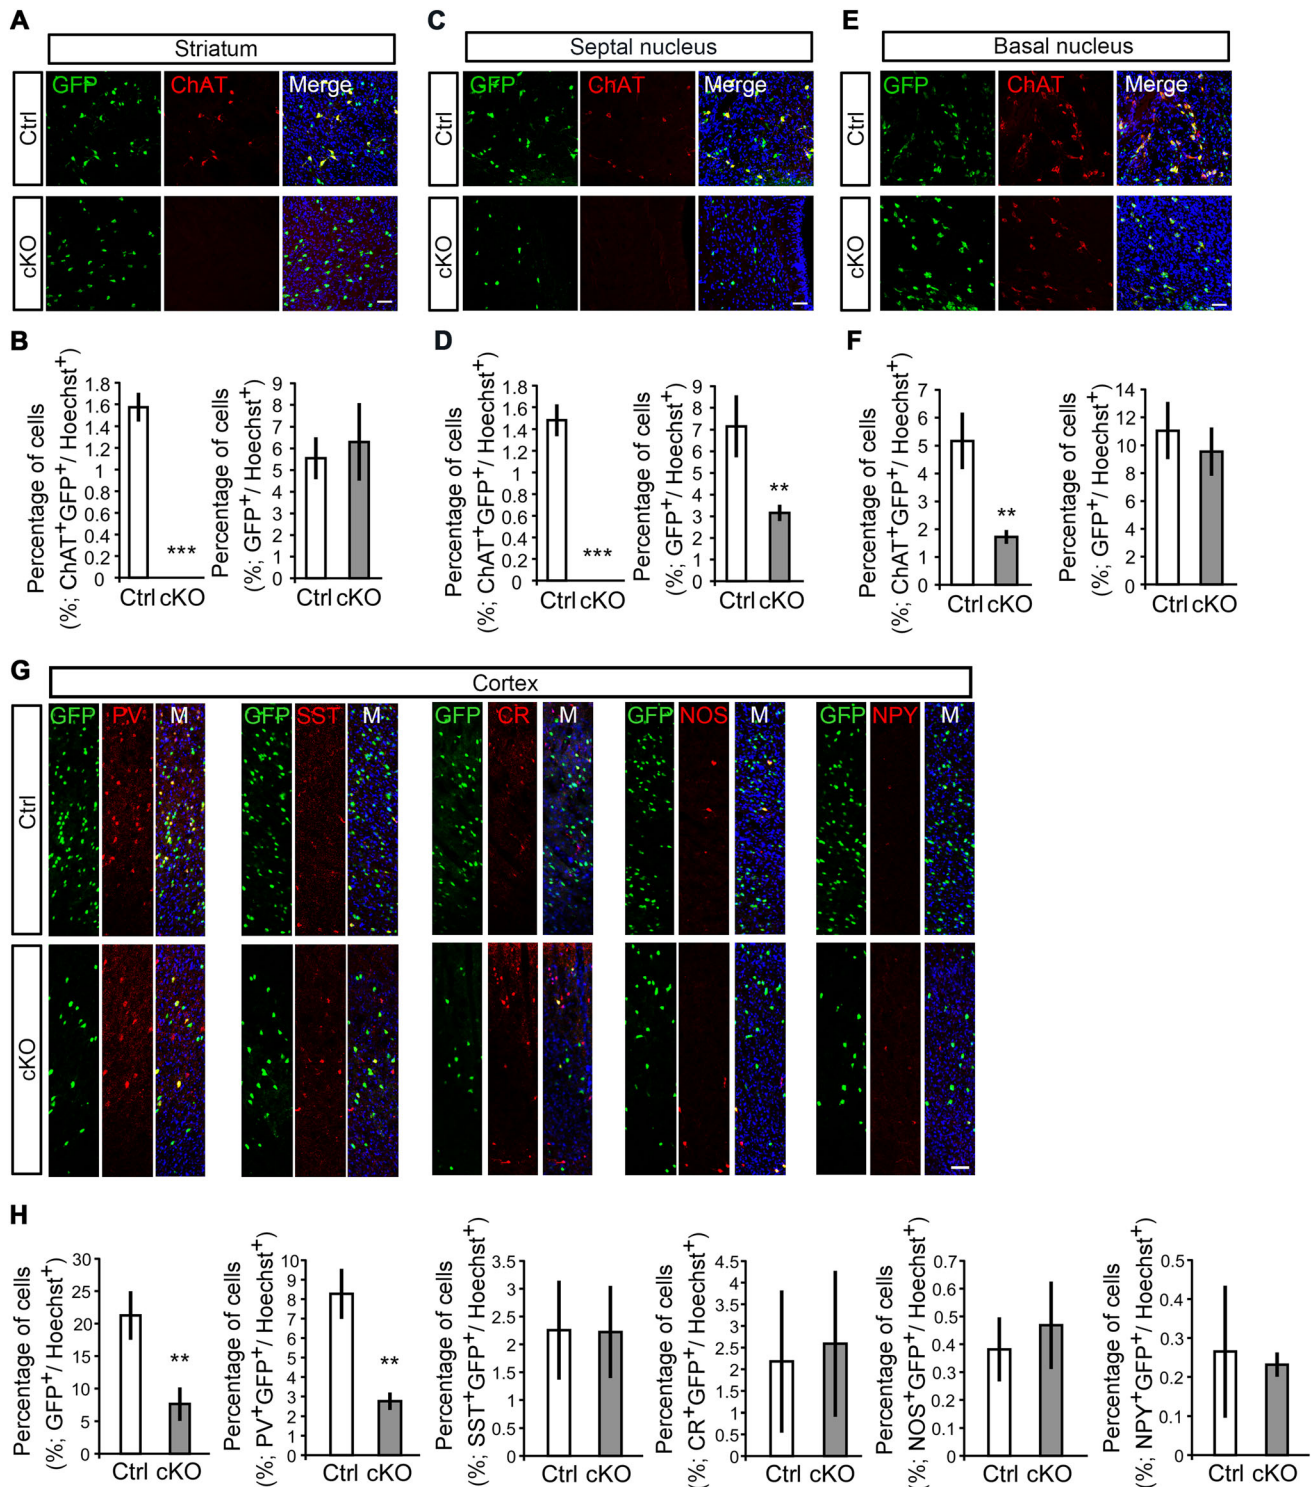 A
C
E
Striatum
Septal nucleus
Basal nucleus
GFP ChAT Merge
GFP ChAT Merge
GFP ChAT Merge
Ctrl
Ctrl
Ctrl
cKO
cKO
cKO
B
Percentage of cells
(%; ChAT+GFP+/ Hoechst+)
1.8
1.6
1.4
1.2
1
0.8
0.6
0.4
0.2
0
***
Ctrl cKO
Percentage of cells
(%; GFP+/ Hoechst+)
9
8
7
6
5
4
3
2
1
0
Ctrl cKO
D
Percentage of cells
(%; ChAT+GFP+/ Hoechst+)
1.8
1.6
1.4
1.2
1
0.8
0.6
0.4
0.2
0
***
Ctrl cKO
Percentage of cells
(%; GFP+/ Hoechst+)
9
8
7
6
5
4
3
2
1
0
**
Ctrl cKO
F
Percentage of cells
(%; ChAT+GFP+/ Hoechst+)
7
6
5
4
3
2
1
0
**
Ctrl cKO
Percentage of cells
(%; GFP+/ Hoechst+)
14
12
10
8
6
4
2
0
Ctrl cKO
G
Cortex
GFP PV M
GFP SST M
GFP CR M
GFP NOS M
GFP NPY M
Ctrl
cKO
H
Percentage of cells
(%; GFP+/ Hoechst+)
30
25
20
15
10
5
0
**
Ctrl cKO
Percentage of cells
(%; PV+GFP+/ Hoechst+)
10
9
8
7
6
5
4
3
2
1
0
**
Ctrl cKO
Percentage of cells
(%; SST+GFP+/ Hoechst+)
3.5
3
2.5
2
1.5
1
0.5
0
Ctrl cKO
Percentage of cells
(%; CR+GFP+/ Hoechst+)
4.5
4
3.5
3
2.5
2
1.5
1
0.5
0
Ctrl cKO
Percentage of cells
(%; NOS+GFP+/ Hoechst+)
0.7
0.6
0.5
0.4
0.3
0.2
0.1
0
Ctrl cKO
Percentage of cells
(%; NPY+GFP+/ Hoechst+)
0.5
0.4
0.3
0.2
0.1
0
Ctrl cKO